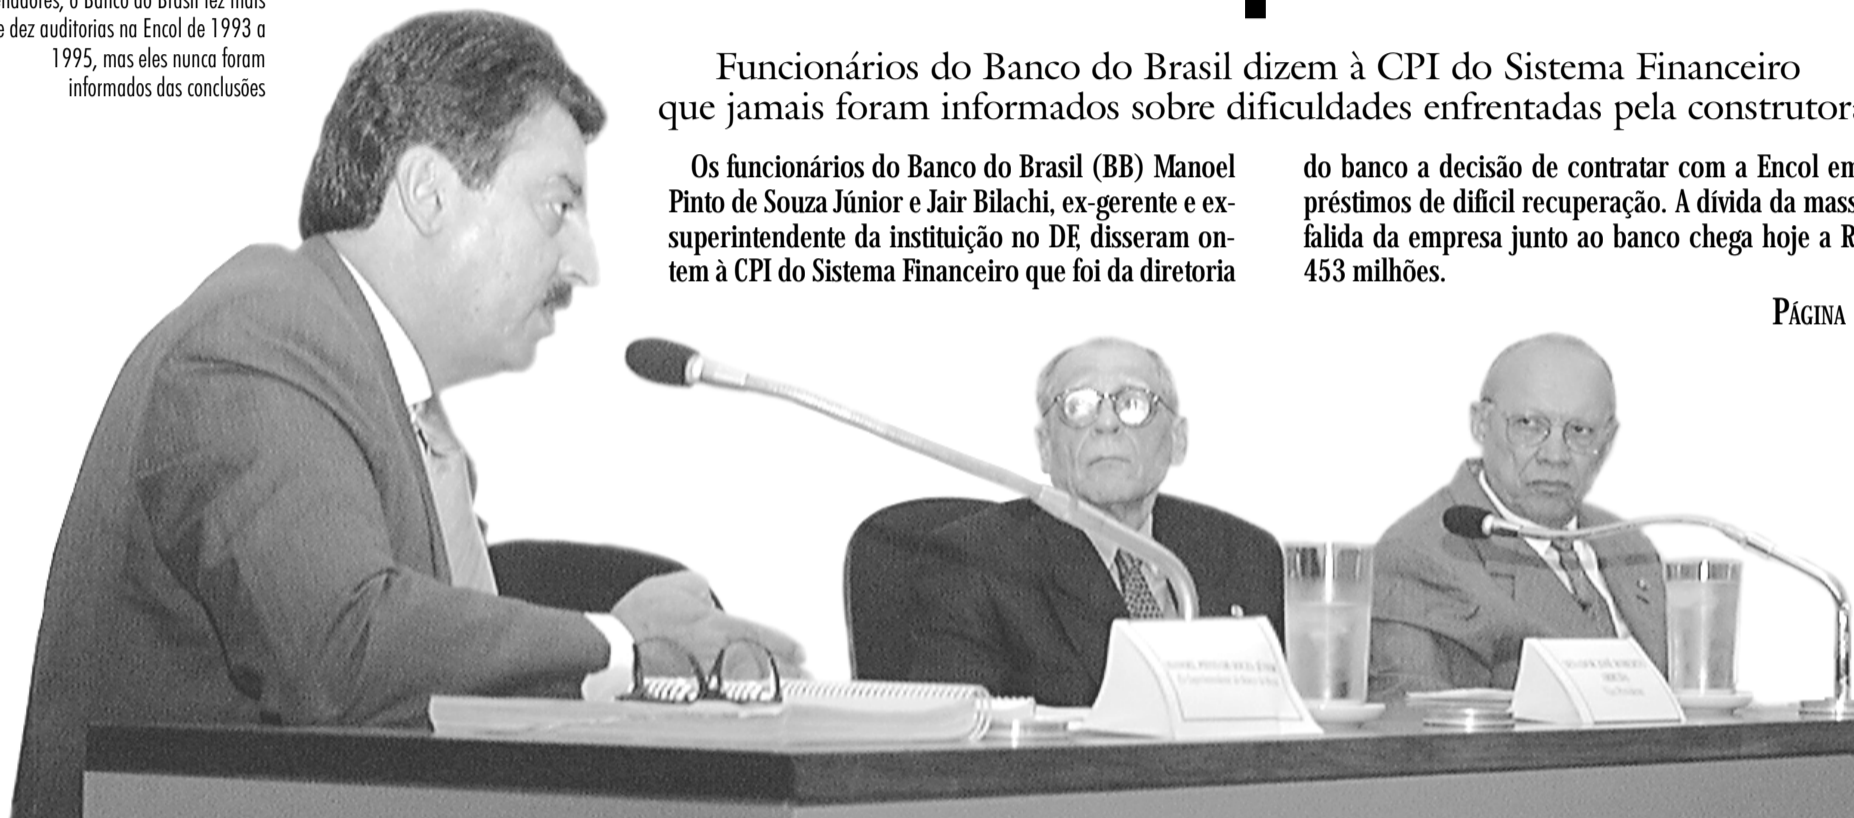 o Banco do Brasil fez mais
dez auditorias na Encol de 1993 a
1995, mas eles nunca foram
informados das conclusões
Funcionários do Banco do Brasil dizem à CPI do Sistema Financeiro
que jamais foram informados sobre dificuldades enfrentadas pela construtora
Os funcionários do Banco do Brasil (BB) Manoel
Pinto de Souza Júnior e Jair Bilachi, ex-gerente e ex-
superintendente da instituição no DF, disseram on-
tem à CPI do Sistema Financeiro que foi da diretoria
do banco a decisão de contratar com a Encol em
préstimos de difícil recuperação. A dívida da mass
falida da empresa junto ao banco chega hoje a R
453 milhões.
PÁGINA